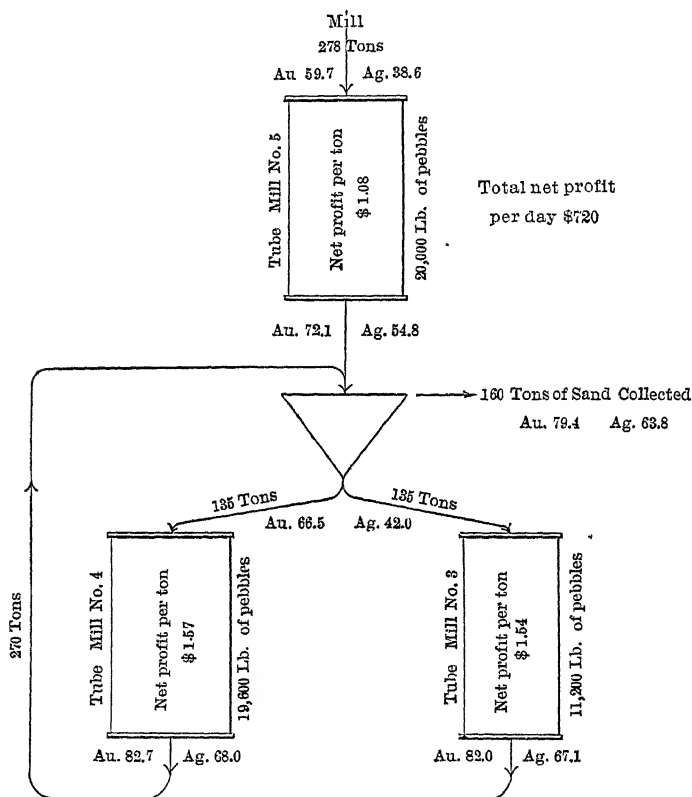 Mill
278 Tons
Au 59.7 Ag. 38.6
Tube Mill No. 5
Net profit per ton
$1.08
20,000 Lb. of pebbles
Total net profit
per day $720
Au. 72.1 Ag. 54.8
160 Tons of Sand Collected
Au. 79.4 Ag. 63.8
135 Tons
135 Tons
Au. 66.5 Ag. 42.0
270 Tons
Tube Mill No. 4
Net profit per ton
$1.57
19,600 Lb. of pebbles
Tube Mill No. 3
Net profit per ton
$1.54
11,200 Lb. of pebbles
Au. 82.7 Ag. 68.0
Au. 82.0 Ag. 67.1